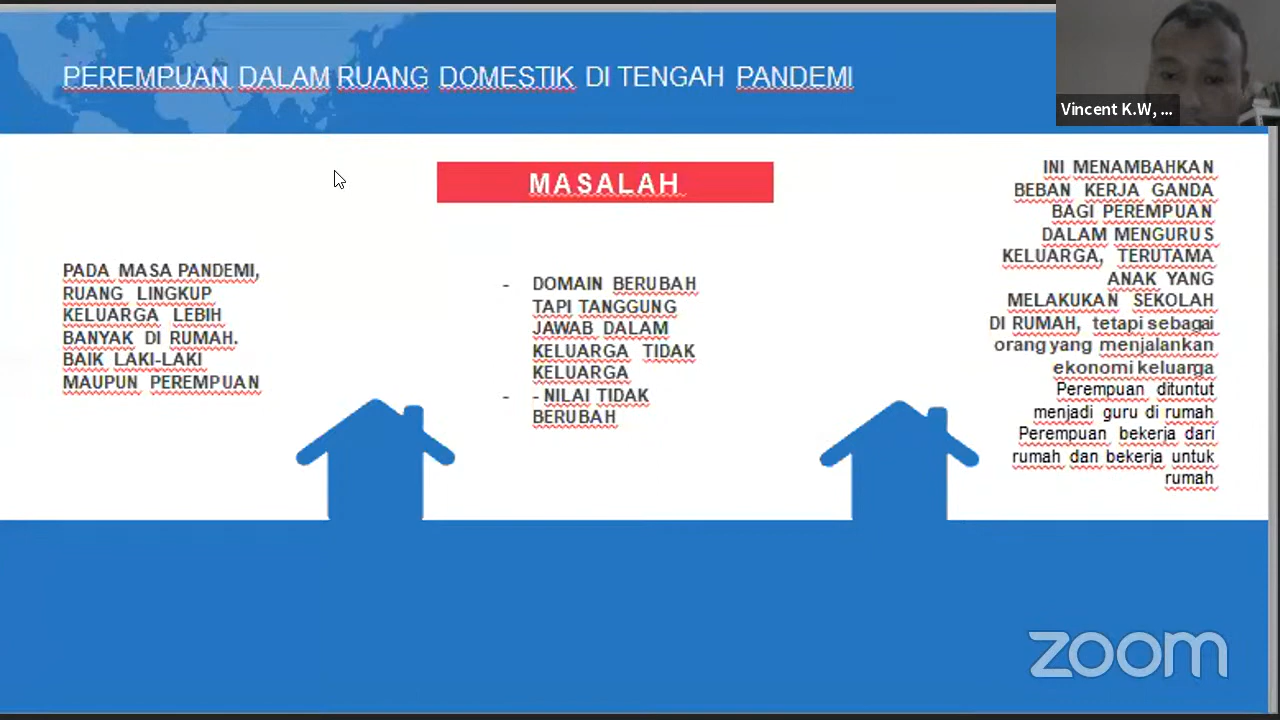 PEREMPUAN DALAM RUANG DOMESTIK DI TENGAH PANDEMI
Vincent K.W, ...
MASALAH
PADA MASA PANDEMI,
RUANG LINGKUP
KELUARGA LEBIH
BANYAK DI RUMAH.
BAIK LAKI-LAKI
MAUPUN PEREMPUAN
- DOMAIN BERUBAH
TAPI TANGGUNG
JAWAB DALAM
KELUARGA TIDAK
KELUARGA
- - NILAI TIDAK
BERUBAH
INI MENAMBAHKAN
BEBAN KERJA GANDA
BAGI PEREMPUAN
DALAM MENGURUS
KELUARGA, TERUTAMA
ANAK YANG
MELAKUKAN SEKOLAH
DI RUMAH, tetapi sebagai
orang yang menjalankan
ekonomi keluarga
Perempuan dituntut
menjadi guru di rumah
Perempuan bekerja dari
rumah dan bekerja untuk
rumah
zoom